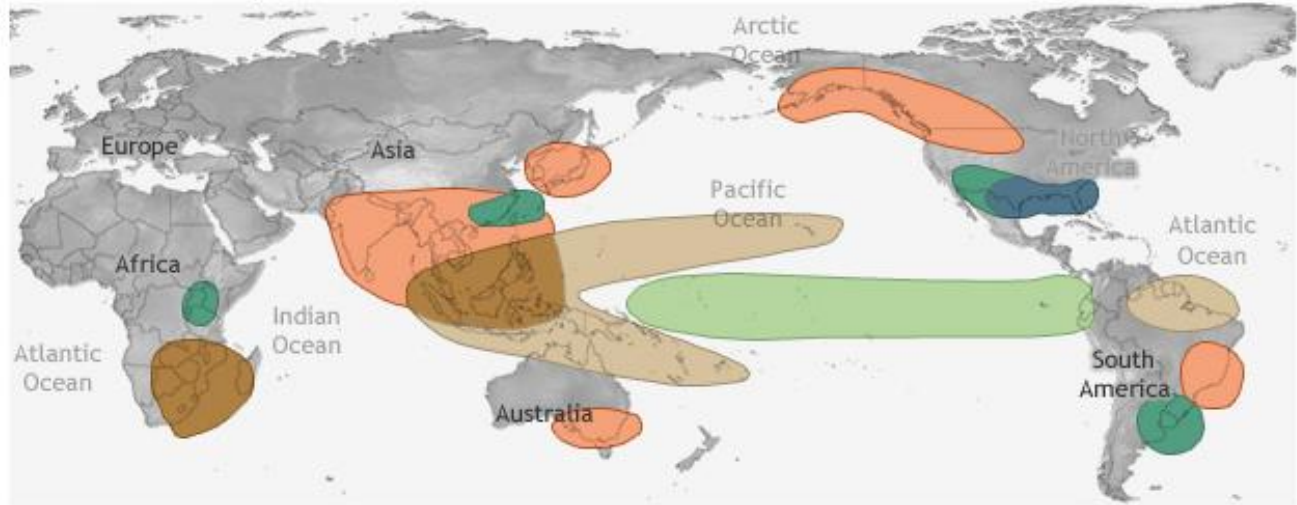 Arctic
Ocean
Europe
Asia
North
America
Pacific
Ocean
Atlantic
Ocean
Africa
Indian
Ocean
Atlantic
Ocean
South
America
Australia